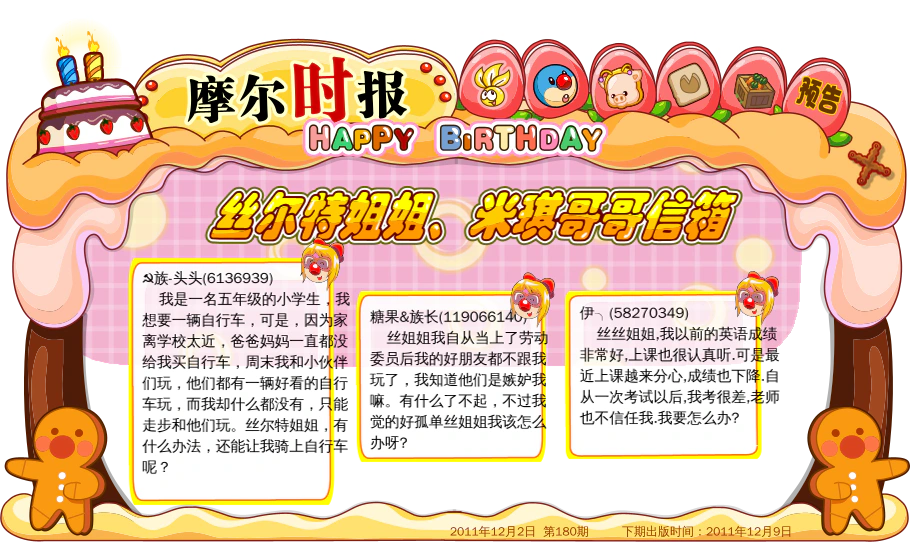 摩尔时报
预告
HAPPY BIRTHDAY
丝尔特姐姐、米琪哥哥信箱
☭族-头头(6136939)
我是一名五年级的小学生，我
想要一辆自行车，可是，因为家
离学校太近，爸爸妈妈一直都没
给我买自行车，周末我和小伙伴
们玩，他们都有一辆好看的自行
车玩，而我却什么都没有，只能
走步和他们玩。丝尔特姐姐，有
什么办法，还能让我骑上自行车
呢？
糖果&族长(119066140)
丝姐姐我自从当上了劳动
委员后我的好朋友都不跟我
玩了，我知道他们是嫉妒我
嘛。有什么了不起，不过我
觉的好孤单丝姐姐我该怎么
办呀?
伊╮(58270349)
丝丝姐姐,我以前的英语成绩
非常好,上课也很认真听.可是最
近上课越来分心,成绩也下降.自
从一次考试以后,我考很差,老师
也不信任我.我要怎么办?
2011年12月2日 第180期 下期出版时间：2011年12月9日